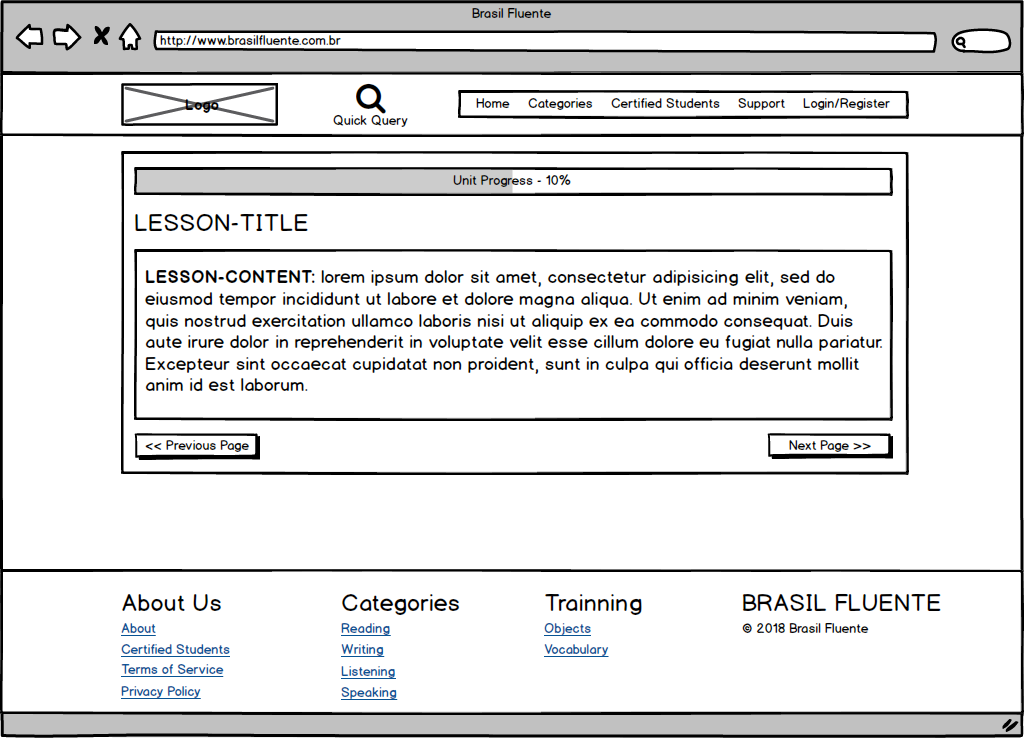 Brasil Fluente
http://www.brasilfluente.com.br
Logo
Quick Query
Home Categories Certified Students Support Login/Register
Unit Progress - 10%
LESSON-TITLE
LESSON-CONTENT: lorem ipsum dolor sit amet, consectetur adipisicing elit, sed do
eiusmod tempor incididunt ut labore et dolore magna aliqua. Ut enim ad minim veniam,
quis nostrud exercitation ullamco laboris nisi ut aliquip ex ea commodo consequat. Duis
aute irure dolor in reprehenderit in voluptate velit esse cillum dolore eu fugiat nulla pariatur.
Excepteur sint occaecat cupidatat non proident, sunt in culpa qui officia deserunt mollit
anim id est laborum.
<< Previous Page
Next Page >>
About Us
About
Certified Students
Terms of Service
Privacy Policy
Categories
Reading
Writing
Listening
Speaking
Trainning
Objects
Vocabulary
BRASIL FLUENTE
© 2018 Brasil Fluente